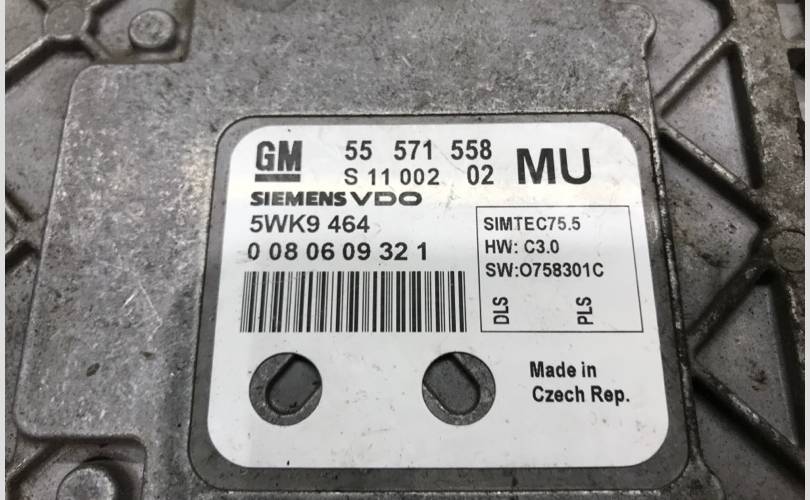 GM 55 571 558 MU
S 11 002 02
SIEMENS VDO
5WK9 464
0 08 06 09 32 1
SIMTEC75.5
HW: C3.0
SW:O758301C
DLS PLS
Made in
Czech Rep.